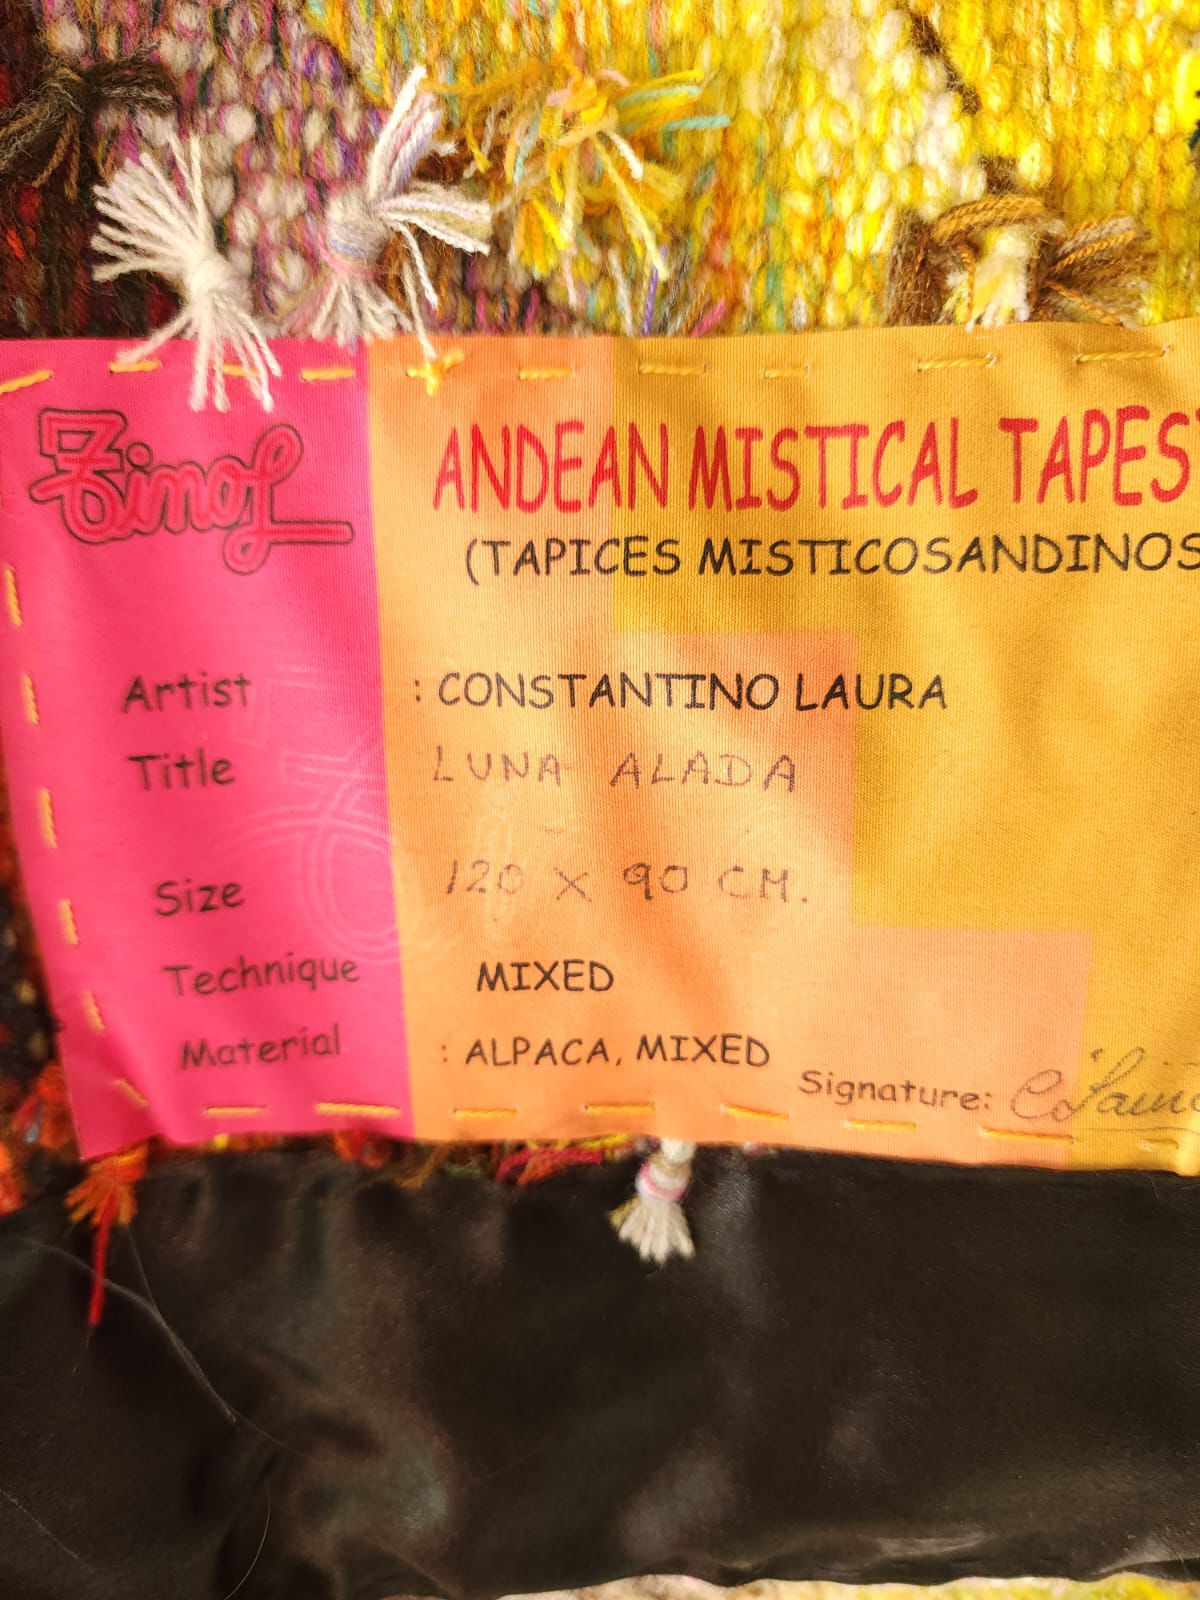 ANDEAN MISTICAL TAPES
(TAPICES MISTICOSANDINOS
Artist : CONSTANTINO LAURA
Title LUNA ALADA
Size 120 X 90 CM.
Technique MIXED
Material : ALPACA, MIXED
Signature: